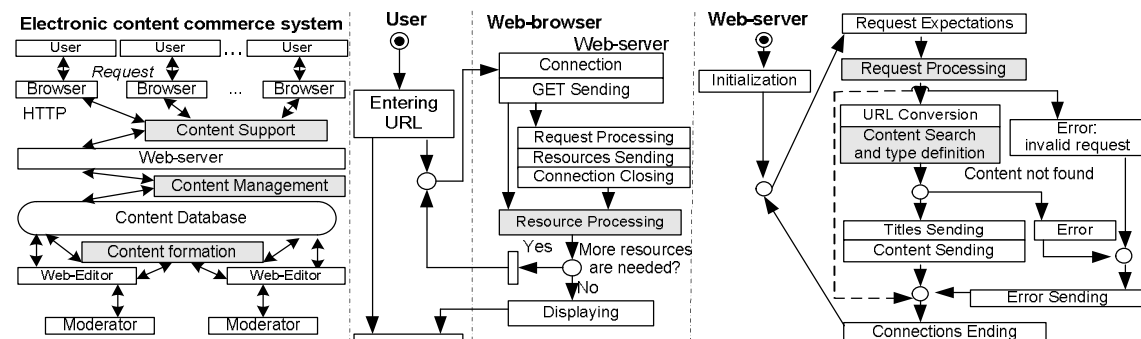 Electronic content commerce system
User
User
...
User
Request
Browser
Browser
...
Browser
HTTP
Content Support
Web-server
Content Management
Content Database
Content formation
Web-Editor
Web-Editor
Moderator
Moderator
User
Entering
URL
Web-browser
Web-server
Connection
GET Sending
Request Processing
Resources Sending
Connection Closing
Resource Processing
Yes
More resources
are needed?
No
Displaying
Web-server
Initialization
Request Expectations
Request Processing
URL Conversion
Content Search
and type definition
Error:
invalid request
Content not found
Titles Sending
Content Sending
Error
Error Sending
Connections Ending